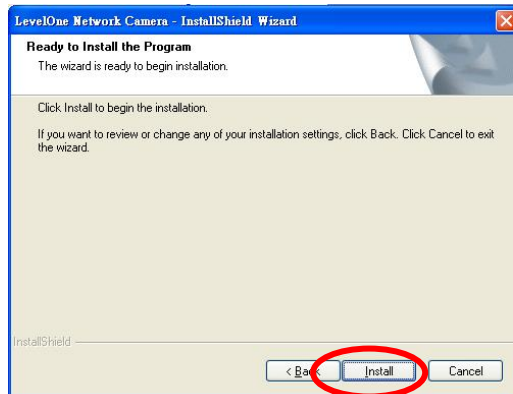 LevelOne Network Camera - InstallShield Wizard
Ready to Install the Program
The wizard is ready to begin installation.
Click Install to begin the installation.
If you want to review or change any of your installation settings, click Back. Click Cancel to exit
the wizard.
InstallShield
< Back Install Cancel